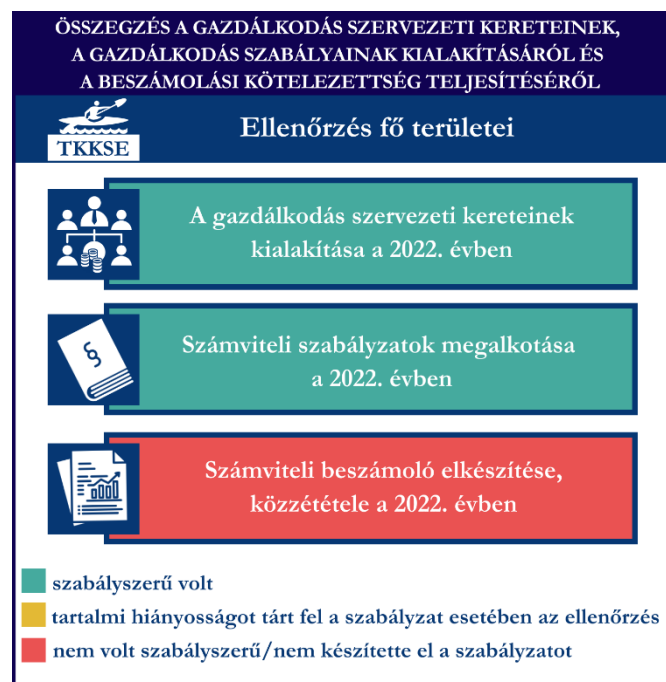 ÖSSZEGZÉS A GAZDÁLKODÁS SZERVEZETI KERETEINEK,
A GAZDÁLKODÁS SZABÁLYAINAK KIALAKÍTÁSÁRÓL ÉS
A BESZÁMOLÁSI KÖTELEZETTSÉG TELJESÍTÉSÉRŐL
TKKSE
Ellenőrzés fő területei
A gazdálkodás szervezeti kereteinek
kialakítása a 2022. évben
§
Számviteli szabályzatok megalkotása
a 2022. évben
Számviteli beszámoló elkészítése,
közzététele a 2022. évben
szabályszerű volt
tartalmi hiányosságot tárt fel a szabályzat esetében az ellenőrzés
nem volt szabályszerű/nem készítette el a szabályzatot